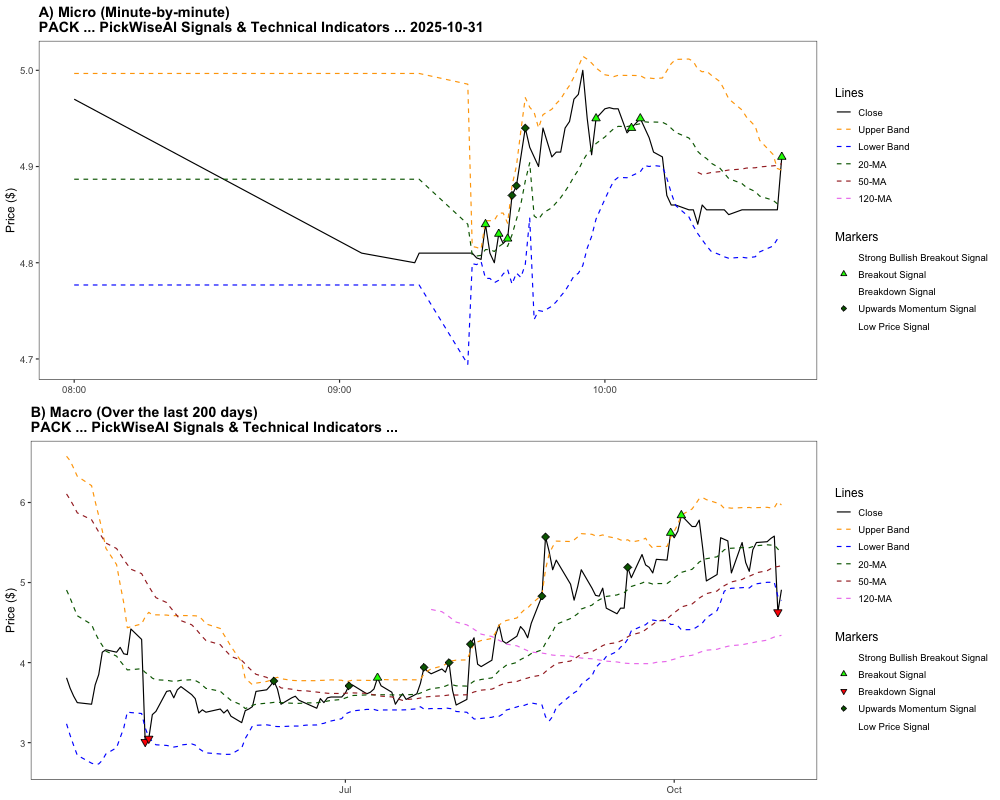 A) Micro (Minute-by-minute)
PACK ... PickWiseAI Signals & Technical Indicators ... 2025-10-31
Price ($)
5.0
4.9
4.8
4.7
08:00
09:00
10:00
Lines
Close
Upper Band
Lower Band
20-MA
50-MA
120-MA
Markers
Strong Bullish Breakout Signal
Breakout Signal
Breakdown Signal
Upwards Momentum Signal
Low Price Signal
B) Macro (Over the last 200 days)
PACK ... PickWiseAI Signals & Technical Indicators ...
Price ($)
6
5
4
3
Jul
Oct
Lines
Close
Upper Band
Lower Band
20-MA
50-MA
120-MA
Markers
Strong Bullish Breakout Signal
Breakout Signal
Breakdown Signal
Upwards Momentum Signal
Low Price Signal